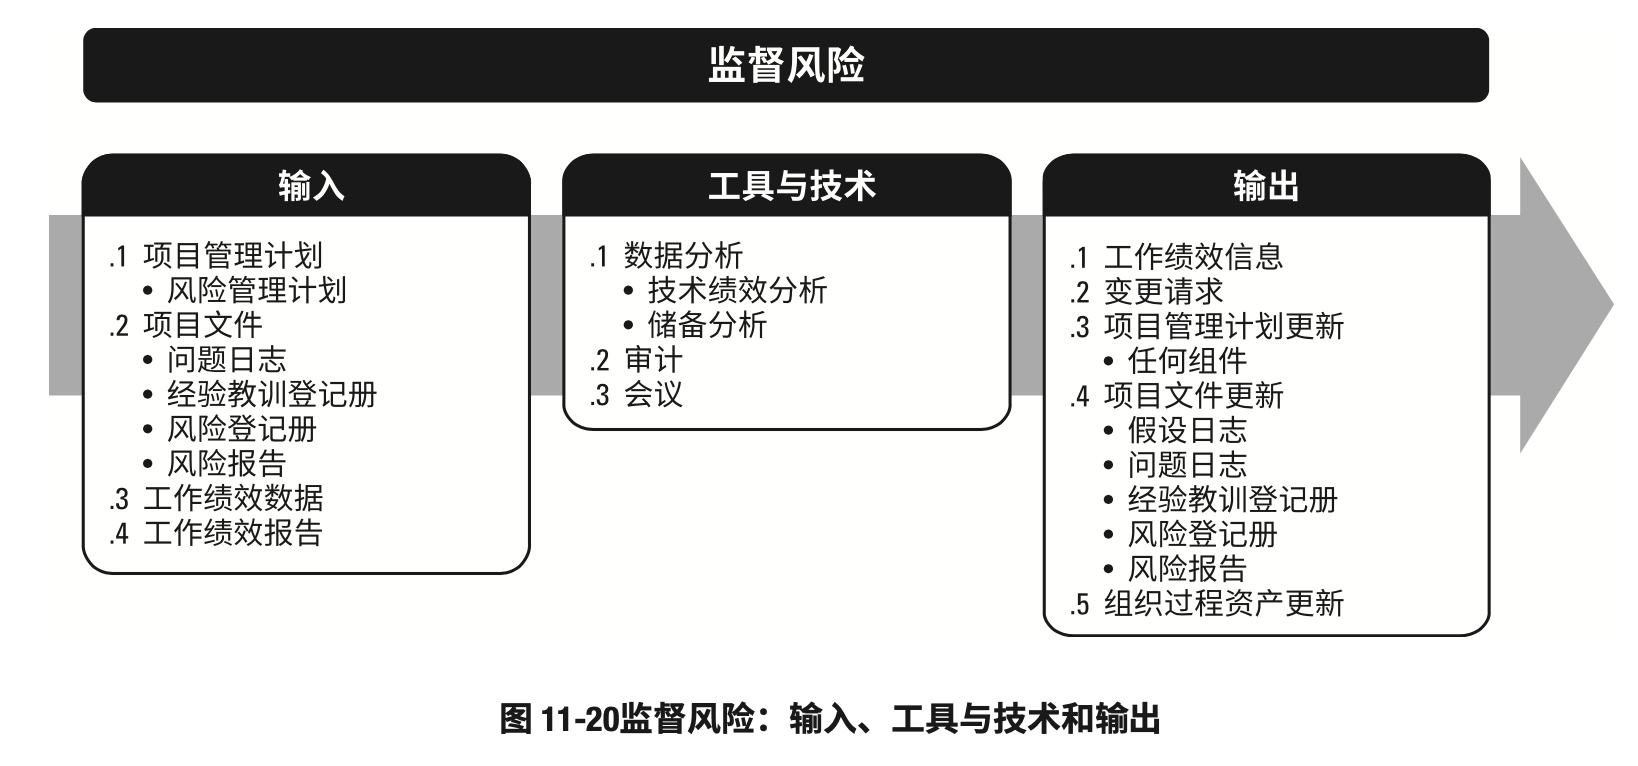 监督风险
输入
.1 项目管理计划
• 风险管理计划
.2 项目文件
• 问题日志
• 经验教训登记册
• 风险登记册
• 风险报告
.3 工作绩效数据
.4 工作绩效报告
工具与技术
.1 数据分析
• 技术绩效分析
• 储备分析
.2 审计
.3 会议
输出
.1 工作绩效信息
.2 变更请求
.3 项目管理计划更新
• 任何组件
.4 项目文件更新
• 假设日志
• 问题日志
• 经验教训登记册
• 风险登记册
• 风险报告
.5 组织过程资产更新
图 11-20监督风险：输入、工具与技术和输出